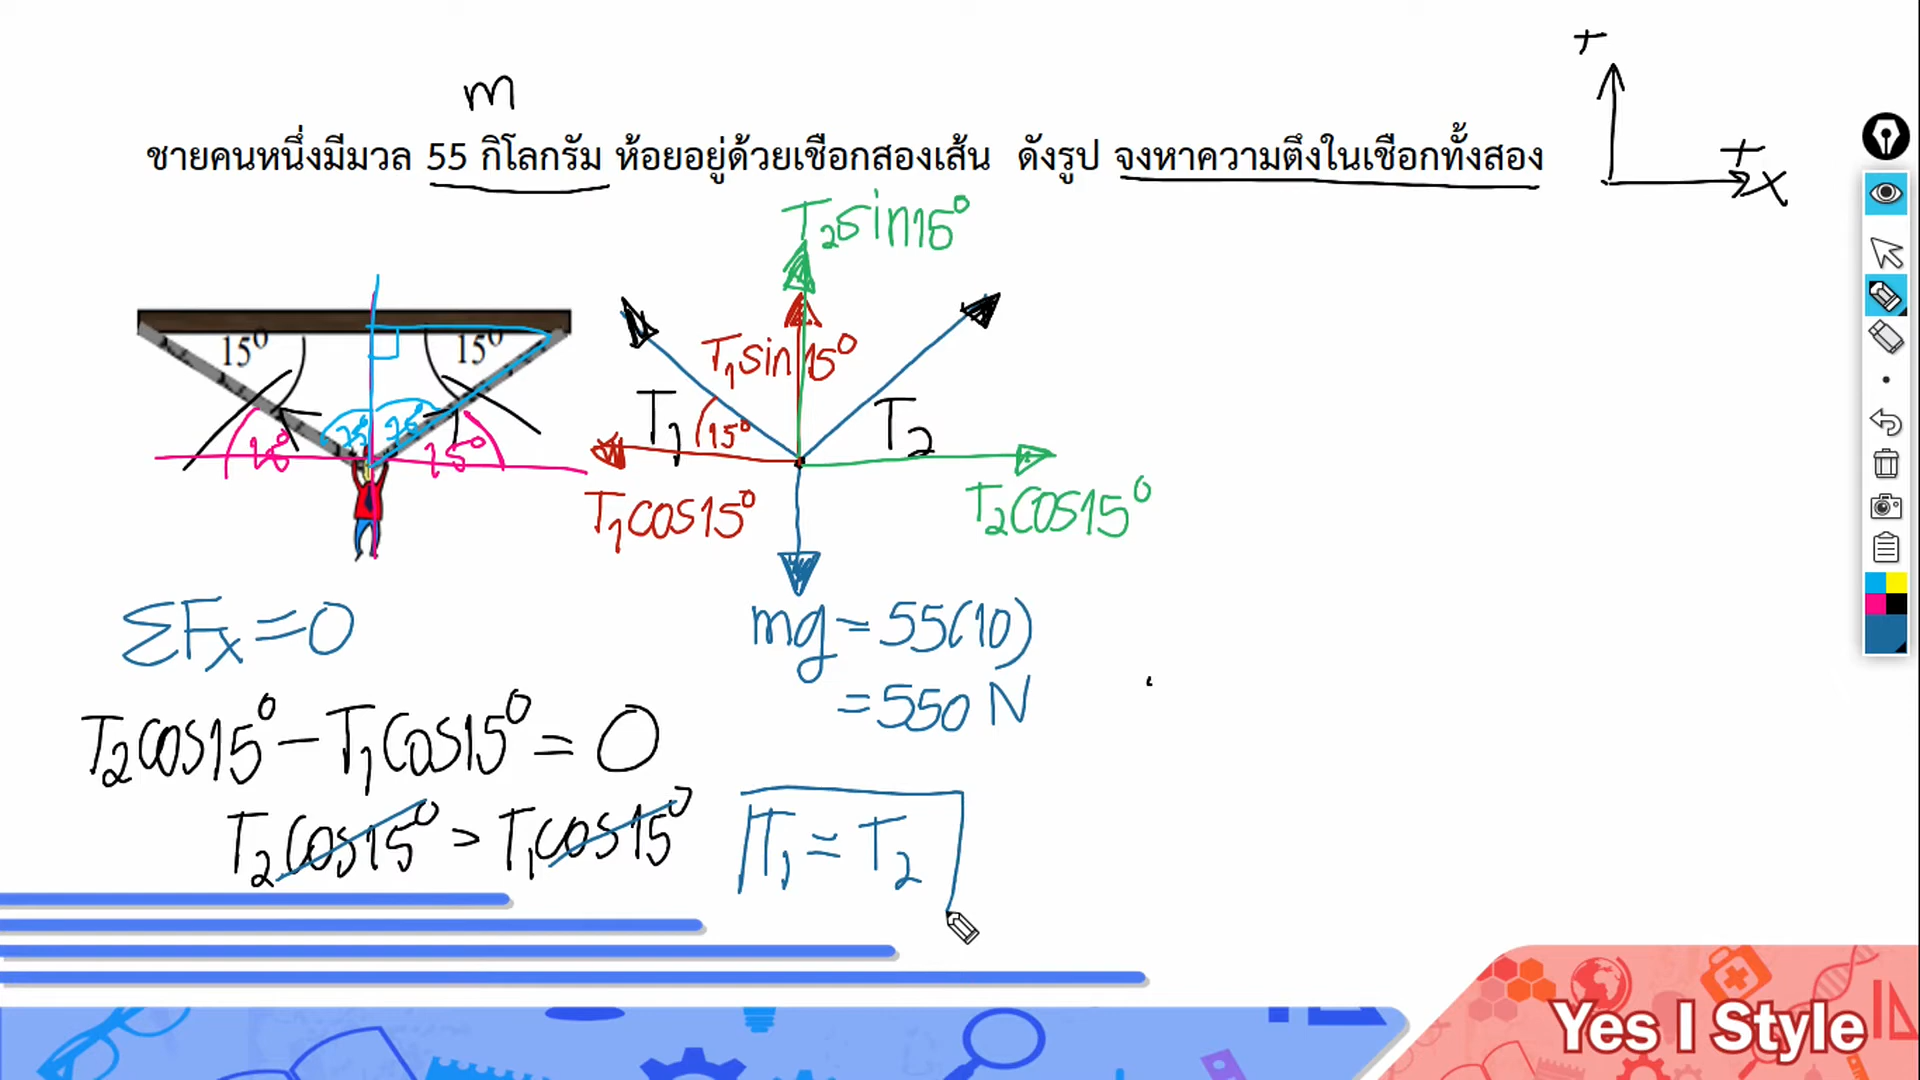 m
+
ชายคนหนึ่งมีมวล 55 กิโลกรัม ห้อยอยู่ด้วยเชือกสองเส้น ดังรูป จงหาความตึงในเชือกทั้งสอง
+
X
T₂sin15°
15° 15°
T₁sin15°
T₁ 15° T₂
75° 75°
15° 15°
T₁cos15° T₂cos15°
ΣFx=0
mg = 55(10)
= 550 N
T₂cos15° - T₁cos15° = 0
T₂cos15° = T₁cos15°
T₁ = T₂
Yes I Style